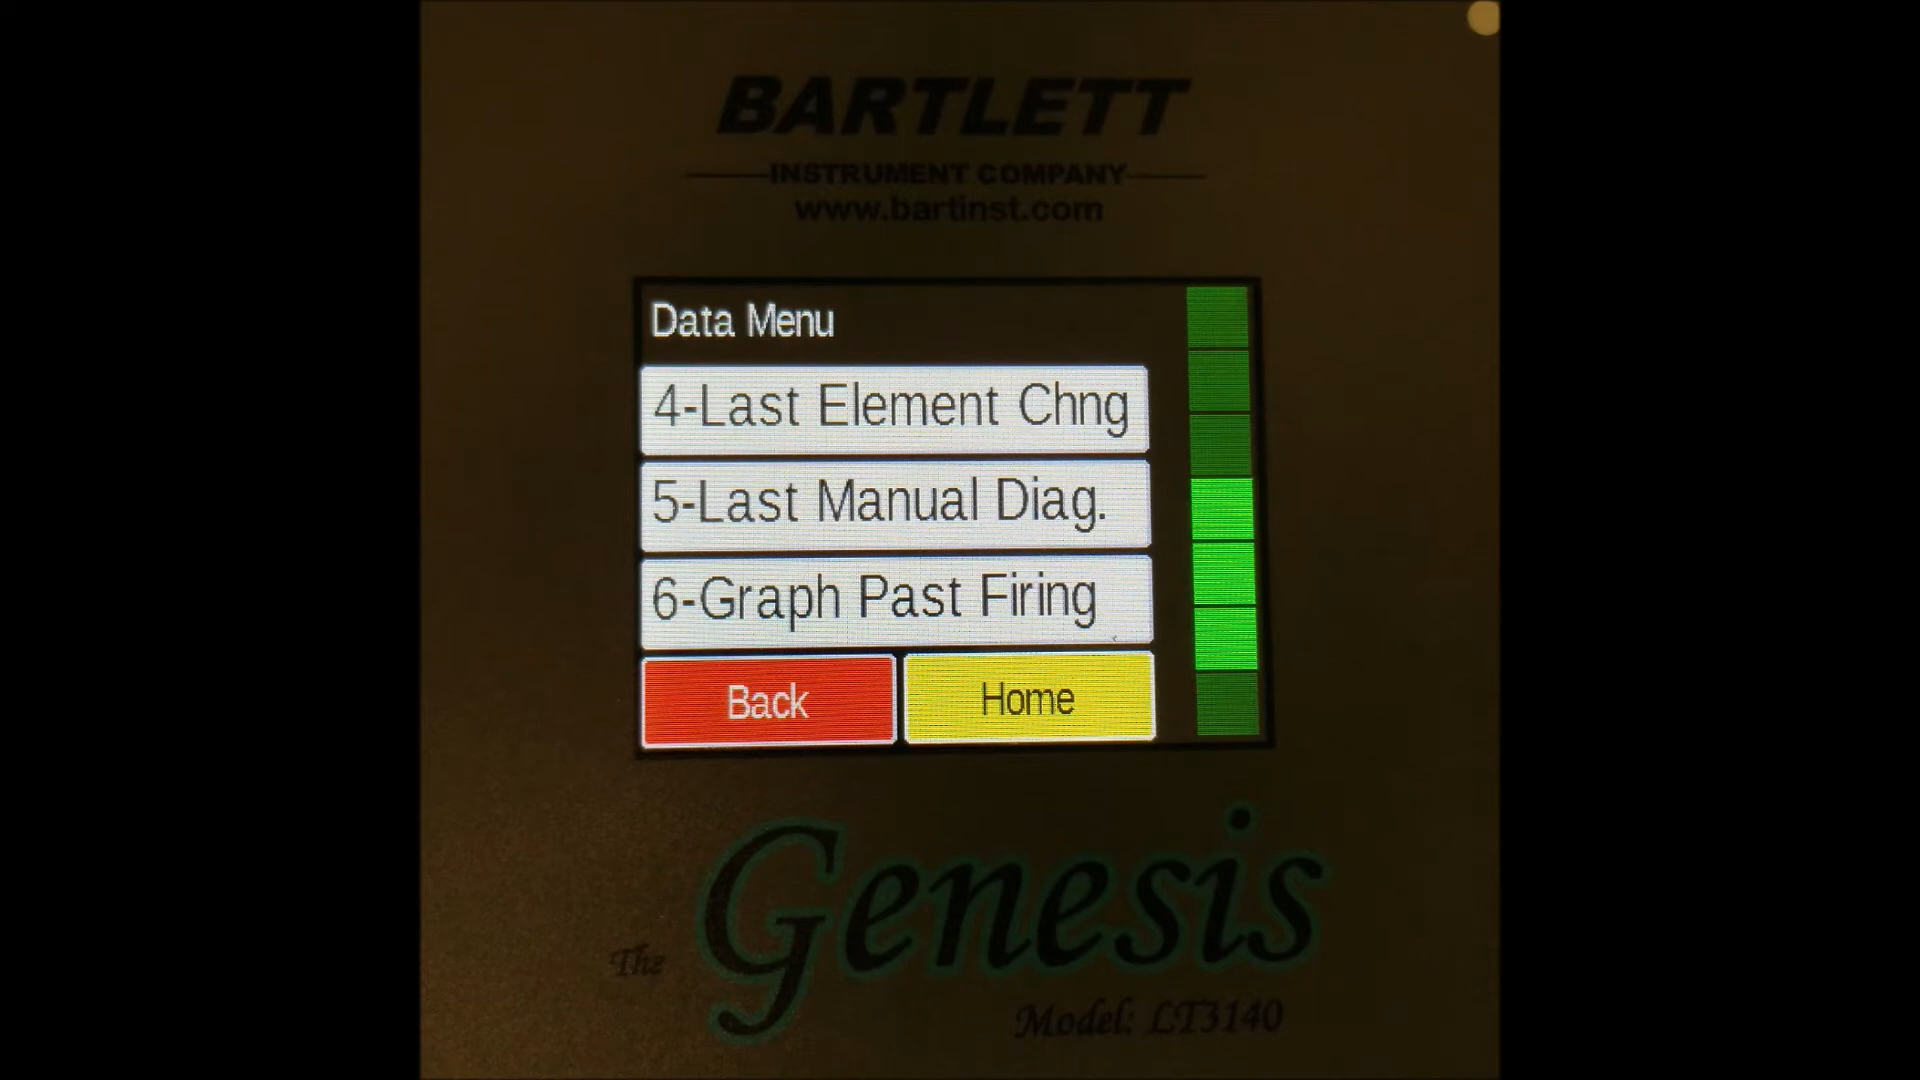 BARTLETT
INSTRUMENT COMPANY
www.bartinst.com
Data Menu
4-Last Element Chng
5-Last Manual Diag.
6-Graph Past Firing
Back Home
The Genesis
Model: LT3140